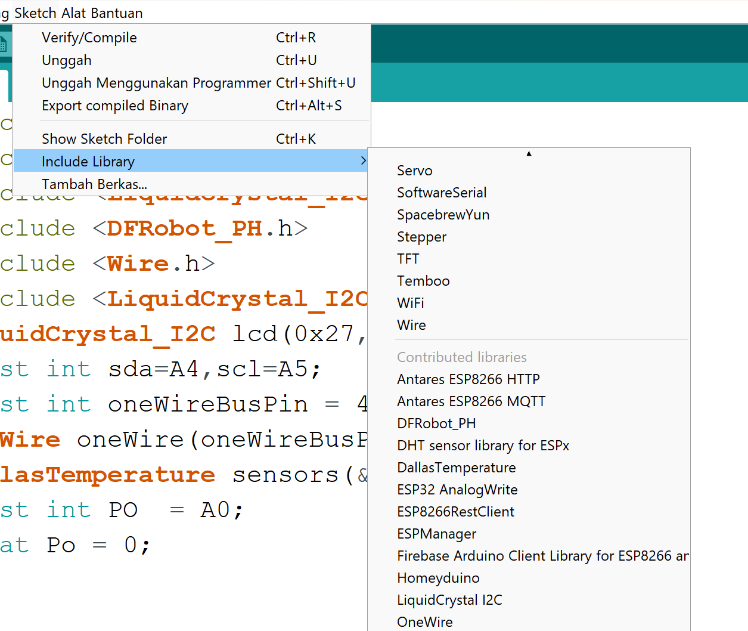 g Sketch Alat Bantuan
Verify/Compile Ctrl+R
Unggah Ctrl+U
Unggah Menggunakan Programmer Ctrl+Shift+U
Export compiled Binary Ctrl+Alt+S
Show Sketch Folder Ctrl+K
Include Library
Tambah Berkas...
clude <LiquidCrystal_I2C
clude <DFRobot_PH.h>
clude <Wire.h>
clude <LiquidCrystal_I2C
uidCrystal_I2C lcd(0x27,
st int sda=A4,scl=A5;
st int oneWireBusPin = 4
Wire oneWire(oneWireBusP
lasTemperature sensors(&
st int PO = A0;
at Po = 0;
Servo
SoftwareSerial
SpacebrewYun
Stepper
TFT
Temboo
WiFi
Wire
Contributed libraries
Antares ESP8266 HTTP
Antares ESP8266 MQTT
DFRobot_PH
DHT sensor library for ESPx
DallasTemperature
ESP32 AnalogWrite
ESP8266RestClient
ESPManager
Firebase Arduino Client Library for ESP8266 an
Homeyduino
LiquidCrystal I2C
OneWire